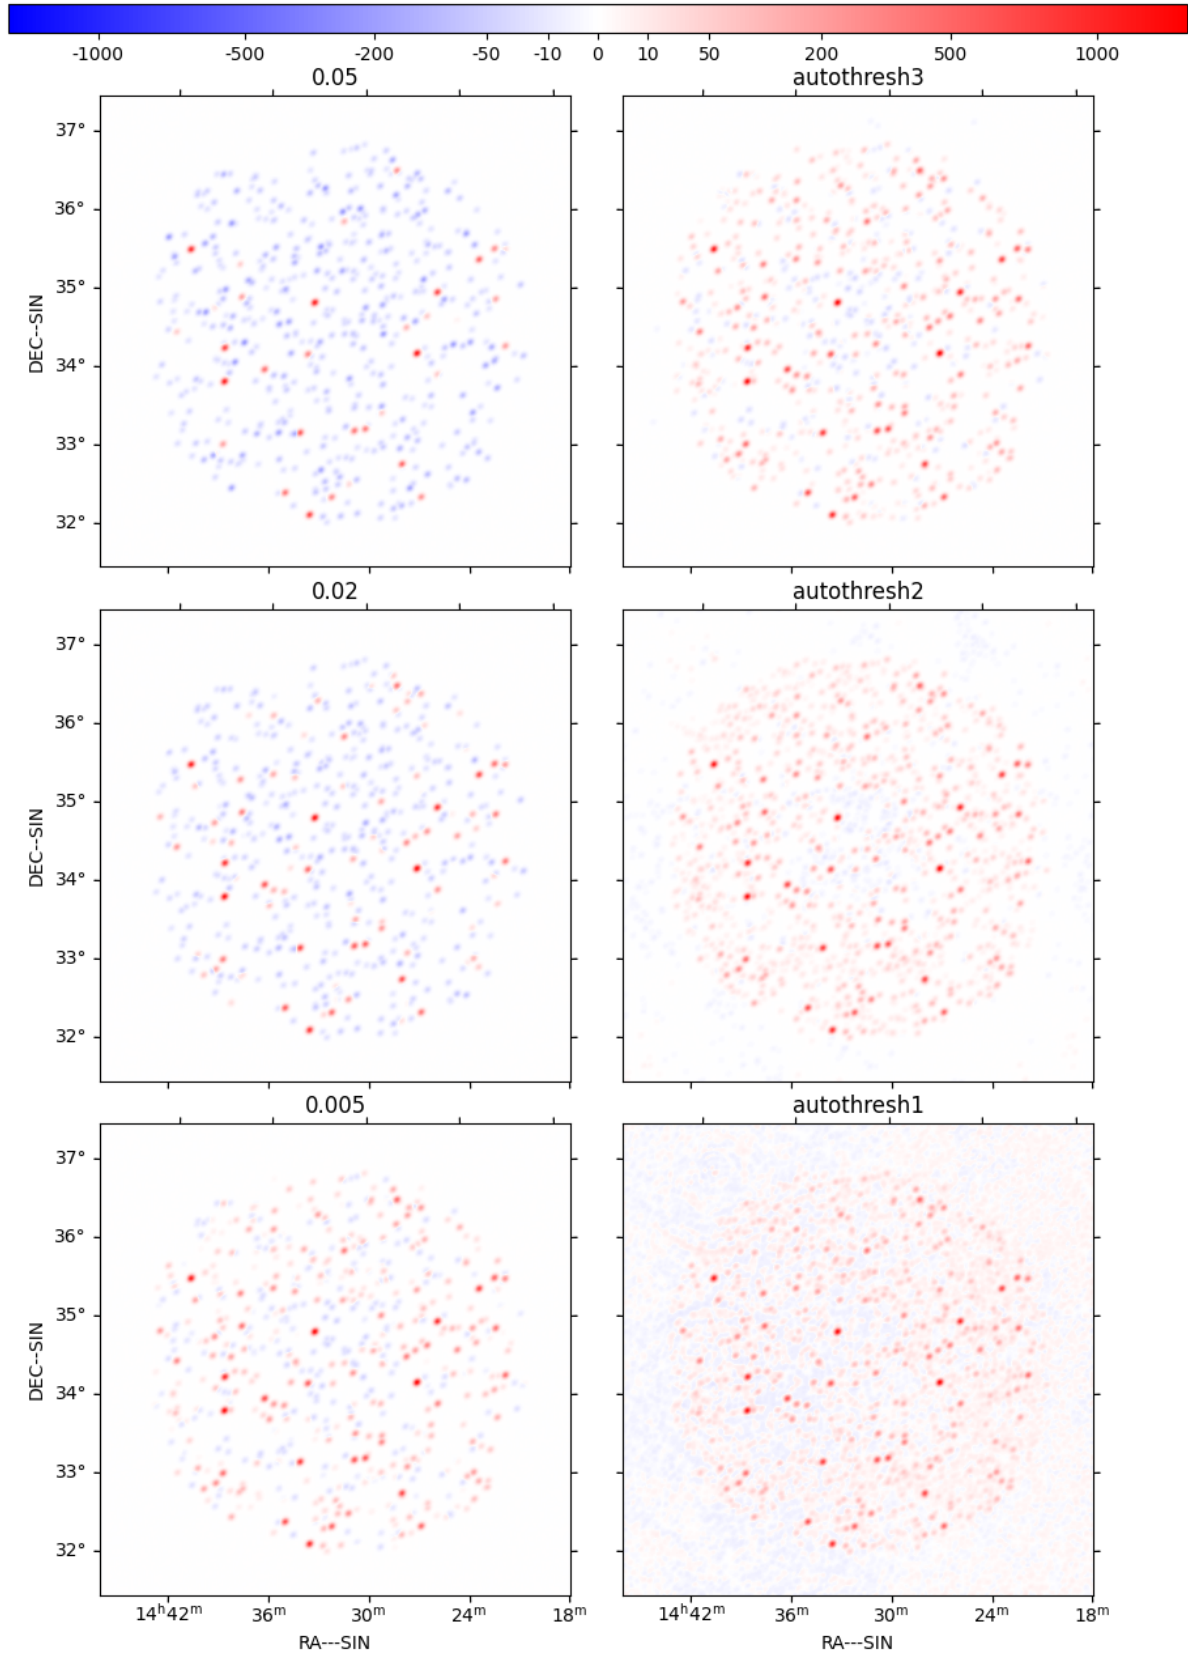 -1000 -500 -200 -50 -10 0 10 50 200 500 1000
0.05 autothresh3
37°
36°
35°
34°
33°
32°
DEC--SIN
0.02 autothresh2
37°
36°
35°
34°
33°
32°
DEC--SIN
0.005 autothresh1
37°
36°
35°
34°
33°
32°
DEC--SIN
14ʰ42ᵐ 36ᵐ 30ᵐ 24ᵐ 18ᵐ 14ʰ42ᵐ 36ᵐ 30ᵐ 24ᵐ 18ᵐ
RA---SIN RA---SIN